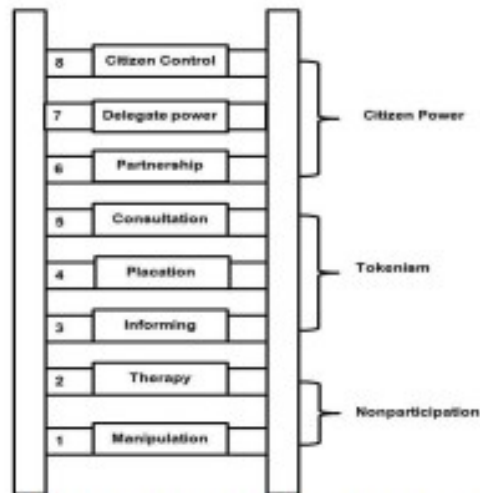 8 Citizen Control
7 Delegate power
Citizen Power
6 Partnership
5 Consultation
4 Placation
Tokenism
3 Informing
2 Therapy
Nonparticipation
1 Manipulation